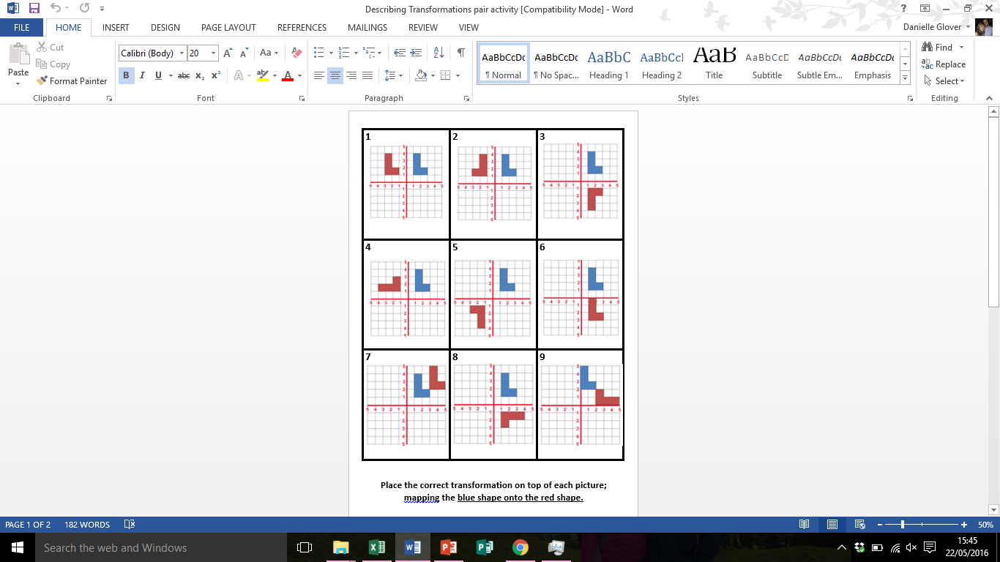 Describing Transformations pair activity [Compatibility Mode] - Word
FILE HOME INSERT DESIGN PAGE LAYOUT REFERENCES MAILINGS REVIEW VIEW Danielle Glover
Paste
Cut
Copy
Format Painter
Clipboard
Calibri (Body) 20
B I U abc x₂ x²
Font
Paragraph
AaBbCcDc AaBbCcDc AaBbC AaBbCcI AaB AaBbCcD AaBbCcDc AaBbCcDc
¶ Normal ¶ No Spac... Heading 1 Heading 2 Title Subtitle Subtle Em... Emphasis
Styles
Find
Replace
Select
Editing
1 2 3
4 5 6
7 8 9
Place the correct transformation on top of each picture;
mapping the blue shape onto the red shape.
PAGE 1 OF 2 182 WORDS 50%
Search the web and Windows
15:45
22/05/2016